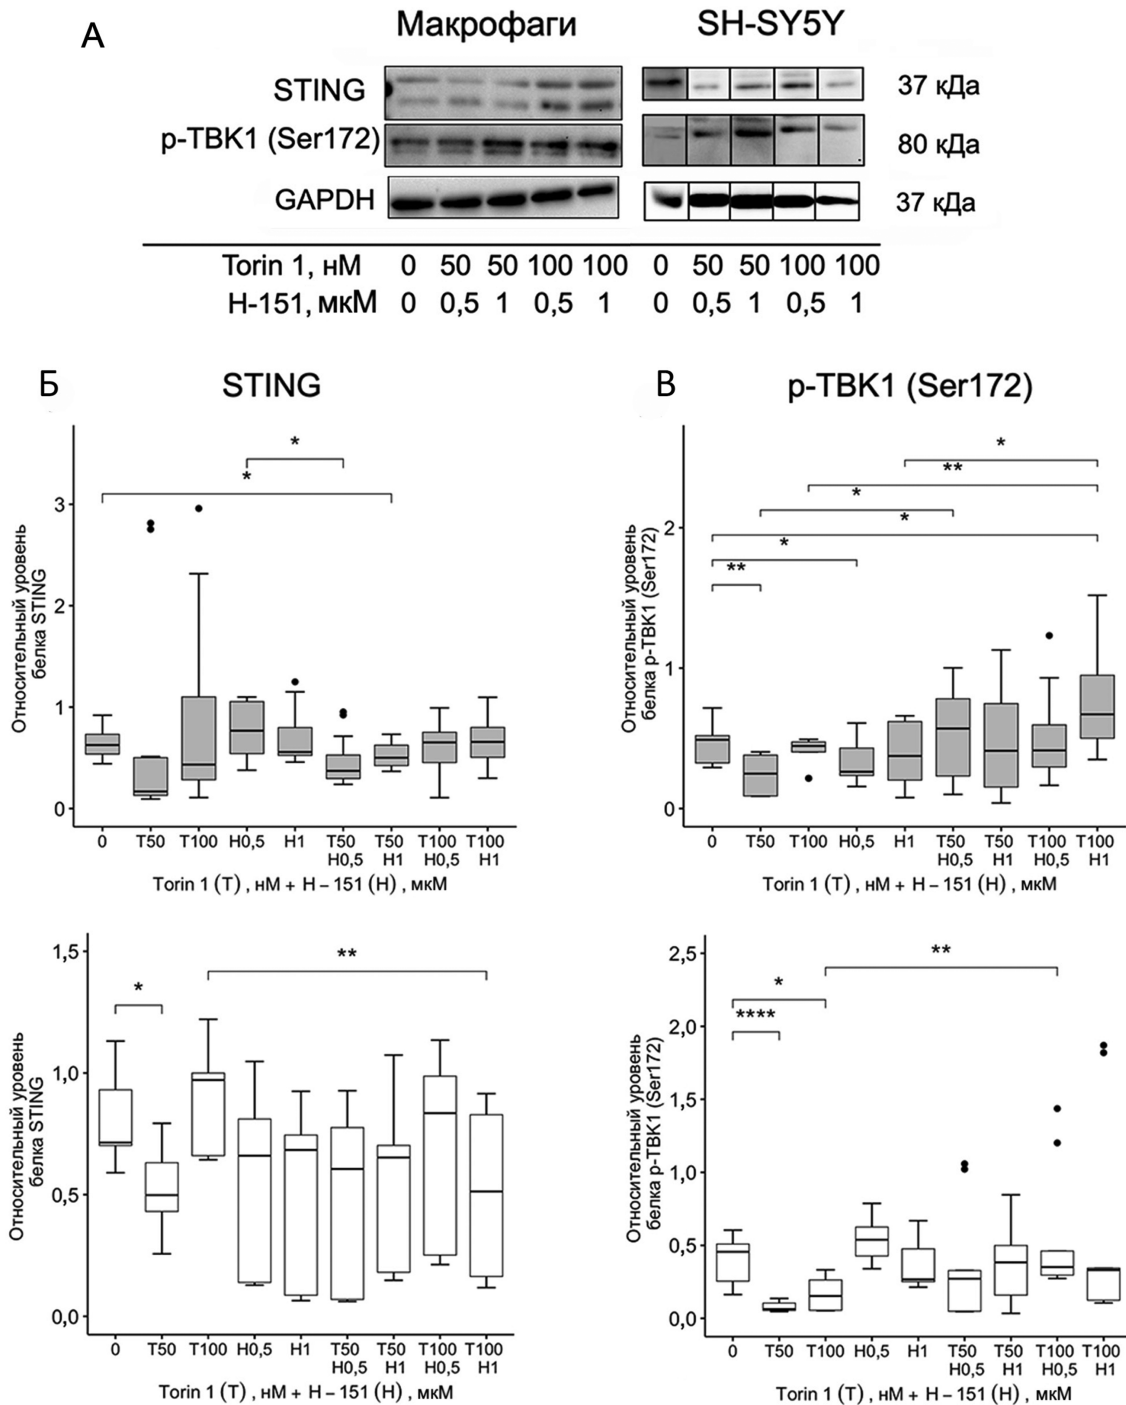 А
Макрофаги
SH-SY5Y
STING
37 кДа
p-TBK1 (Ser172)
80 кДа
GAPDH
37 кДа
Torin 1, нМ 0 50 50 100 100 0 50 50 100 100
H-151, мкМ 0 0,5 1 0,5 1 0 0,5 1 0,5 1
Б
STING
Относительный уровень
белка STING
3
2
1
0
*
*
0 T50 T100 H0,5 H1 T50 T50 T100 T100
H0,5 H1 H0,5 H1
Torin 1 (T) , нМ + H – 151 (H) , мкМ
В
p-TBK1 (Ser172)
Относительный уровень
белка p-TBK1 (Ser172)
2
1
0
*
**
*
*
*
**
0 T50 T100 H0,5 H1 T50 T50 T100 T100
H0,5 H1 H0,5 H1
Torin 1 (T) , нМ + H – 151 (H) , мкМ
Относительный уровень
белка STING
1,5
1,0
0,5
0,0
**
*
0 T50 T100 H0,5 H1 T50 T50 T100 T100
H0,5 H1 H0,5 H1
Torin 1 (T) , нМ + H – 151 (H) , мкМ
Относительный уровень
белка p-TBK1 (Ser172)
2,5
2,0
1,5
1,0
0,5
0,0
**
*
****
0 T50 T100 H0,5 H1 T50 T50 T100 T100
H0,5 H1 H0,5 H1
Torin 1 (T) , нМ + H – 151 (H) , мкМ